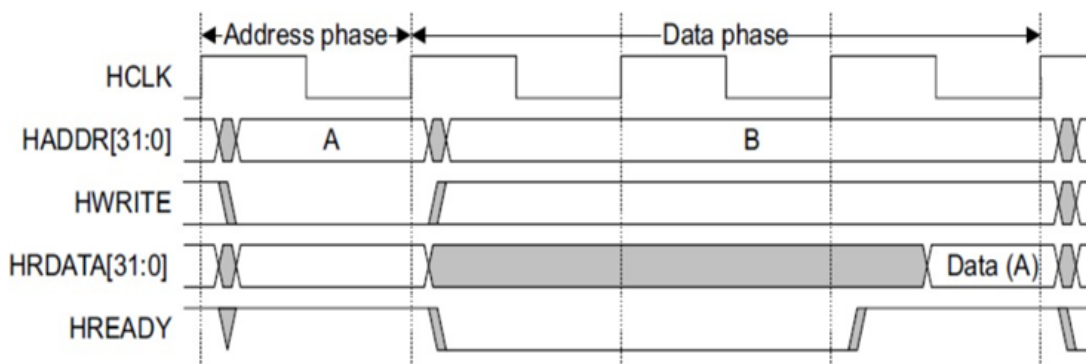 Address phase Data phase
HCLK
HADDR[31:0] A B
HWRITE
HRDATA[31:0] Data (A)
HREADY